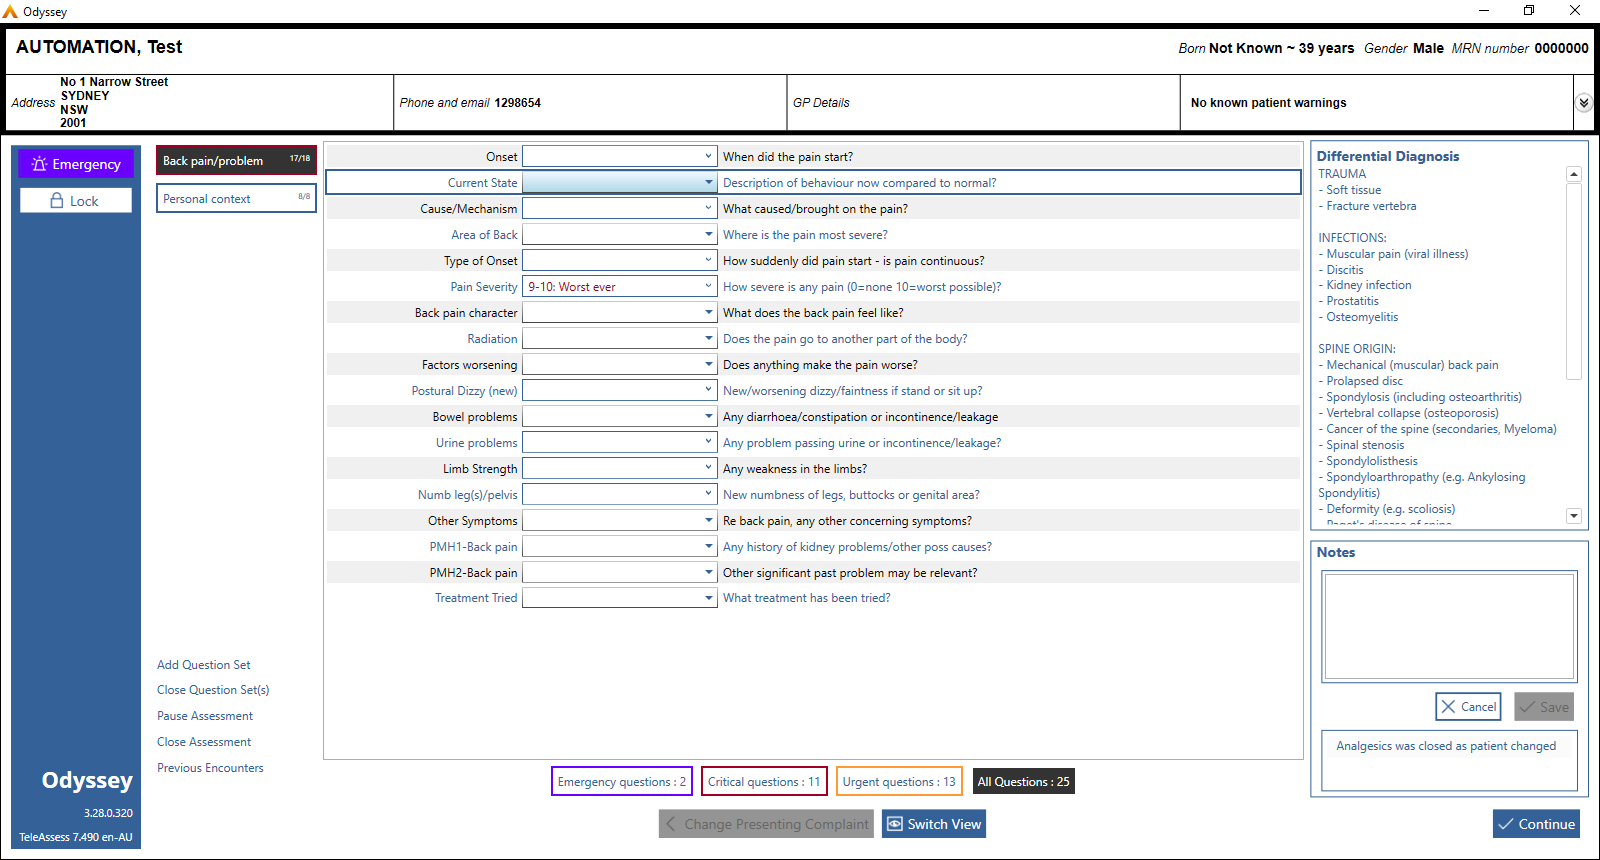 Odyssey
AUTOMATION, Test
Born Not Known ~ 39 years Gender Male MRN number 0000000
Address
No 1 Narrow Street
SYDNEY
NSW
2001
Phone and email 1298654
GP Details
No known patient warnings
Emergency
Lock
Back pain/problem 17/18
Personal context 8/8
Onset When did the pain start?
Current State Description of behaviour now compared to normal?
Cause/Mechanism What caused/brought on the pain?
Area of Back Where is the pain most severe?
Type of Onset How suddenly did pain start - is pain continuous?
Pain Severity 9-10: Worst ever How severe is any pain (0=none 10=worst possible)?
Back pain character What does the back pain feel like?
Radiation Does the pain go to another part of the body?
Factors worsening Does anything make the pain worse?
Postural Dizzy (new) New/worsening dizzy/faintness if stand or sit up?
Bowel problems Any diarrhoea/constipation or incontinence/leakage
Urine problems Any problem passing urine or incontinence/leakage?
Limb Strength Any weakness in the limbs?
Numb leg(s)/pelvis New numbness of legs, buttocks or genital area?
Other Symptoms Re back pain, any other concerning symptoms?
PMH1-Back pain Any history of kidney problems/other poss causes?
PMH2-Back pain Other significant past problem may be relevant?
Treatment Tried What treatment has been tried?
Add Question Set
Close Question Set(s)
Pause Assessment
Close Assessment
Previous Encounters
Odyssey
3.28.0.320
TeleAssess 7.490 en-AU
Emergency questions : 2
Critical questions : 11
Urgent questions : 13
All Questions : 25
Change Presenting Complaint
Switch View
Differential Diagnosis
TRAUMA
- Soft tissue
- Fracture vertebra
INFECTIONS:
- Muscular pain (viral illness)
- Discitis
- Kidney infection
- Prostatitis
- Osteomyelitis
SPINE ORIGIN:
- Mechanical (muscular) back pain
- Prolapsed disc
- Spondylosis (including osteoarthritis)
- Vertebral collapse (osteoporosis)
- Cancer of the spine (secondaries, Myeloma)
- Spinal stenosis
- Spondylolisthesis
- Spondyloarthropathy (e.g. Ankylosing
Spondylitis)
- Deformity (e.g. scoliosis)
- Paget's disease of spine
Notes
Cancel
Save
Analgesics was closed as patient changed
Continue